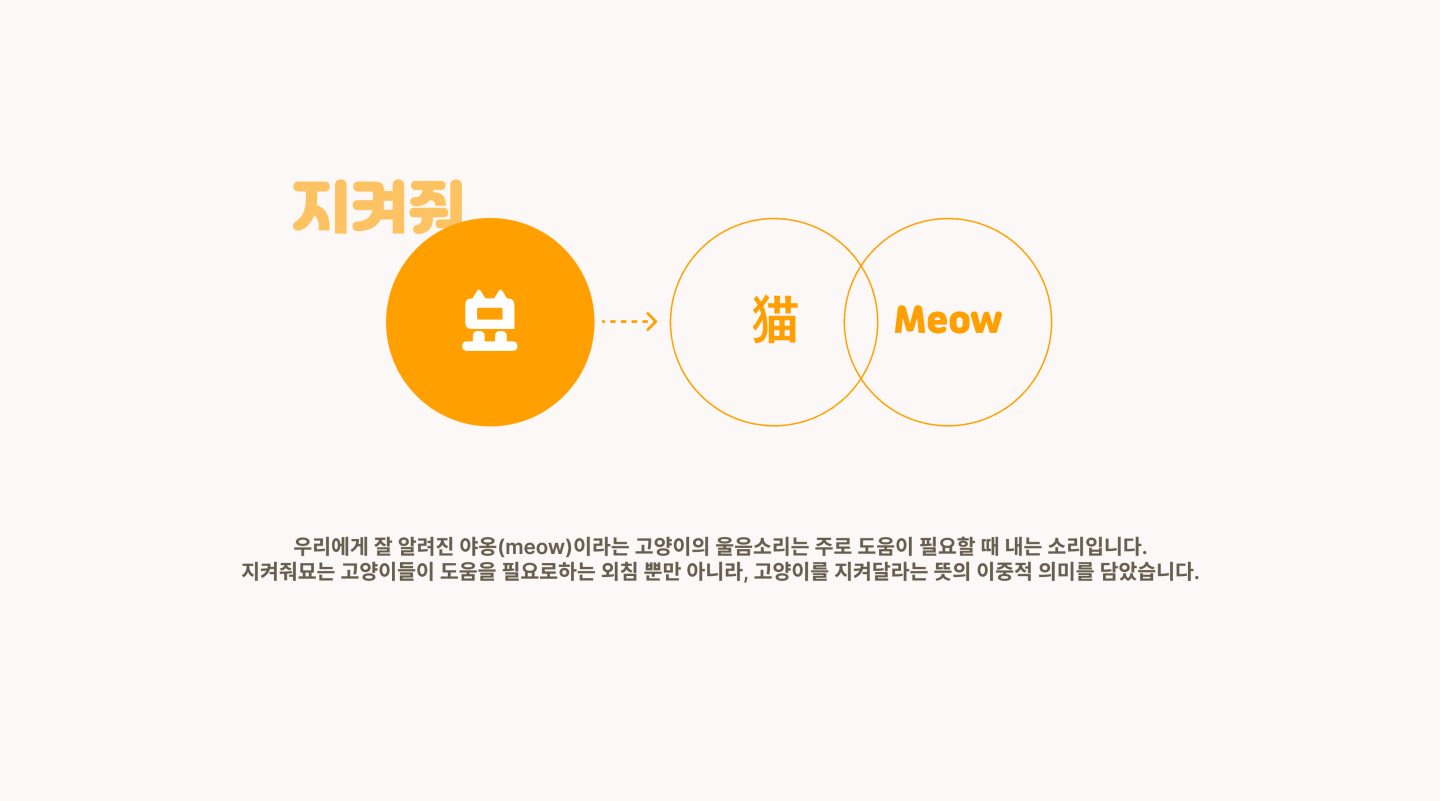 지켜줘
묘
猫
Meow
우리에게 잘 알려진 야옹(meow)이라는 고양이의 울음소리는 주로 도움이 필요할 때 내는 소리입니다.
지켜줘묘는 고양이들이 도움을 필요로하는 외침 뿐만 아니라, 고양이를 지켜달라는 뜻의 이중적 의미를 담았습니다.